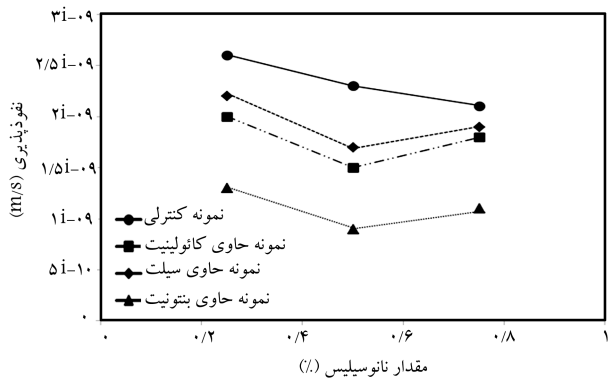 ۳i-۰۹
۲/۵i-۰۹
۲i-۰۹
۱/۵i-۰۹
۱i-۰۹
۵i-۱۰
۰
نفوذپذیری (m/s)
نمونه کنترلی
نمونه حاوی کائولینیت
نمونه حاوی سیلت
نمونه حاوی بنتونیت
۰ ۰/۲ ۰/۴ ۰/۶ ۰/۸ ۱
مقدار نانوسیلیس (٪)